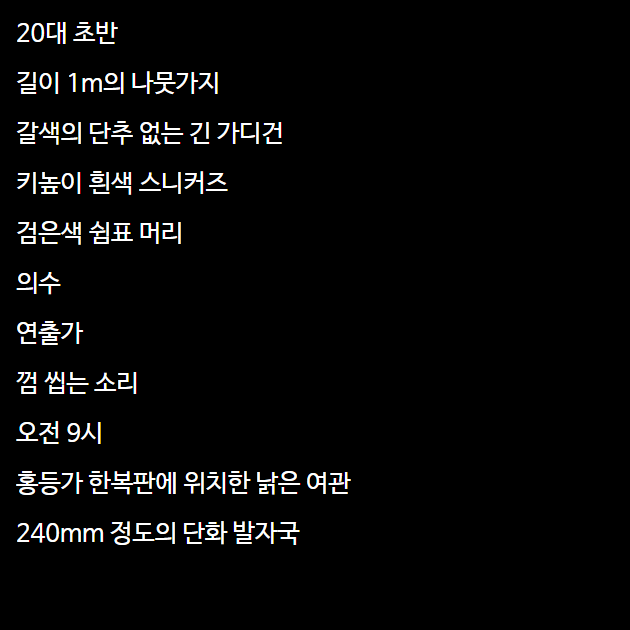 20대 초반
길이 1m의 나뭇가지
갈색의 단추 없는 긴 가디건
키높이 흰색 스니커즈
검은색 쉼표 머리
의수
연출가
껌 씹는 소리
오전 9시
홍등가 한복판에 위치한 낡은 여관
240mm 정도의 단화 발자국